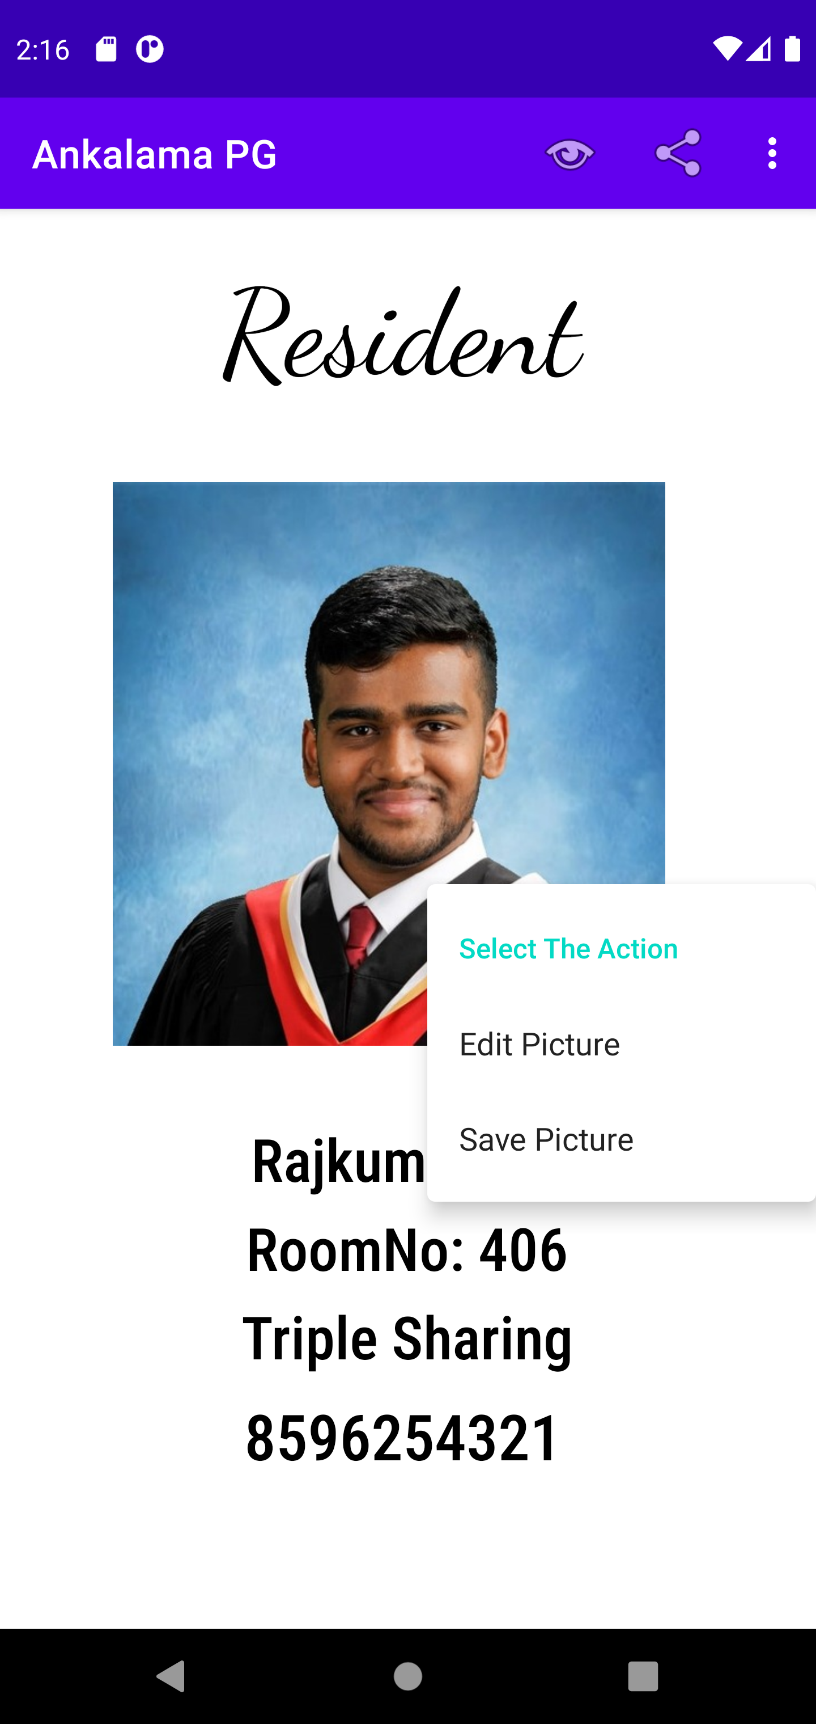 2:16
Ankalama PG
Resident
Select The Action
Edit Picture
Save Picture
Rajkum
RoomNo: 406
Triple Sharing
8596254321